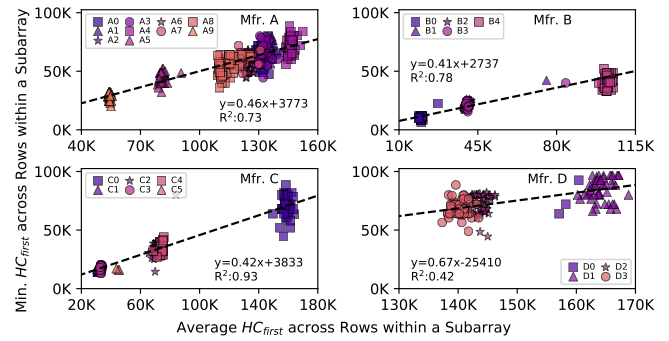 Min. HC_first across Rows within a Subarray
Mfr. A
A0 A3 A6 A8
A1 A4 A7 A9
A2 A5
y=0.46x+3773
R²:0.73
100K
50K
0K
40K 70K 100K 130K 160K
Mfr. B
B0 B2 B4
B1 B3
y=0.41x+2737
R²:0.78
100K
50K
0K
10K 45K 80K 115K
Mfr. C
C0 C2 C4
C1 C3 C5
y=0.42x+3833
R²:0.93
100K
50K
0K
20K 60K 100K 140K 180K
Mfr. D
y=0.67x-25410
R²:0.42
D0 D2
D1 D3
100K
50K
0K
130K 140K 150K 160K 170K
Average HC_first across Rows within a Subarray